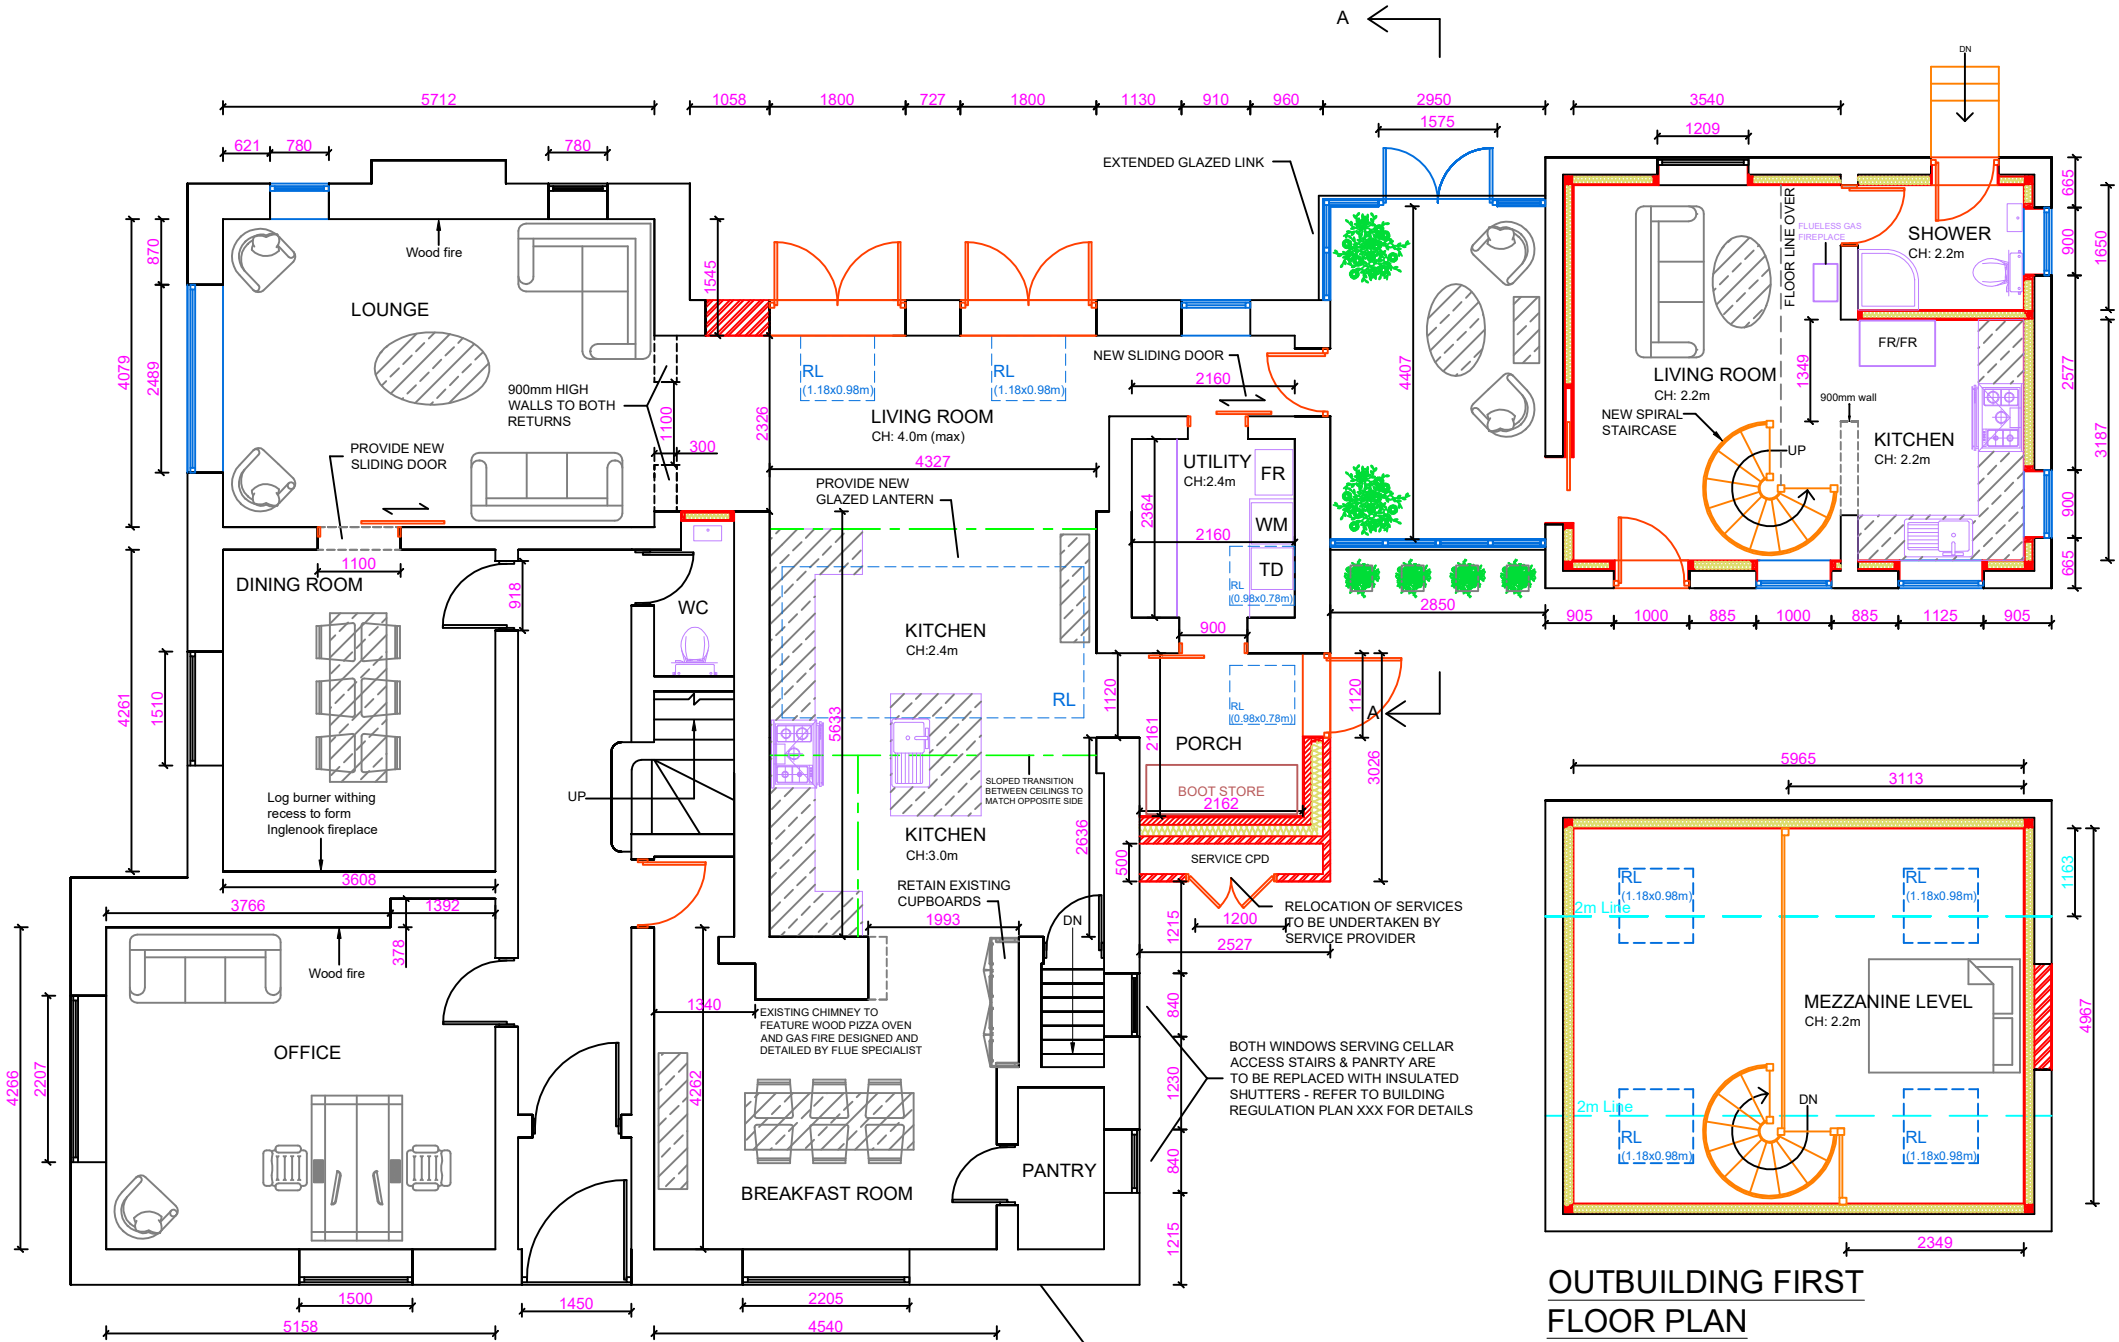 A
DN
5712
1058
1800
727
1800
1130
910
960
2950
3540
1575
1209
621
780
780
EXTENDED GLAZED LINK
665
870
Wood fire
1545
FLOOR LINE OVER
FLUELESS GAS
FIREPLACE
SHOWER
CH: 2.2m
900
1650
LOUNGE
4079
2489
900mm HIGH
WALLS TO BOTH
RETURNS
1100
300
2326
RL
(1.18x0.98m)
RL
(1.18x0.98m)
NEW SLIDING DOOR
2160
4407
LIVING ROOM
CH: 4.0m (max)
LIVING ROOM
CH: 2.2m
1349
FR/FR
2577
900mm wall
NEW SPIRAL
STAIRCASE
UP
KITCHEN
CH: 2.2m
3187
PROVIDE NEW
SLIDING DOOR
4327
PROVIDE NEW
GLAZED LANTERN
UTILITY
CH:2.4m
FR
2364
WM
2160
TD
RL
(0.98x0.78m)
900
665
1100
DINING ROOM
918
WC
2850
905
1000
885
1000
885
1125
905
KITCHEN
CH:2.4m
900
4261
1510
RL
1120
RL
(0.98x0.78m)
1120
A
5633
2161
PORCH
3026
UP
SLOPED TRANSITION
BETWEEN CEILINGS TO
MATCH OPPOSITE SIDE
BOOT STORE
2162
5965
3113
Log burner withing
recess to form
Inglenook fireplace
KITCHEN
CH:3.0m
2636
500
SERVICE CPD
RETAIN EXISTING
CUPBOARDS
3608
3766
1392
1993
DN
1215
1200
RELOCATION OF SERVICES
TO BE UNDERTAKEN BY
SERVICE PROVIDER
2527
RL
(1.18x0.98m)
RL
(1.18x0.98m)
2m Line
1163
378
Wood fire
1340
EXISTING CHIMNEY TO
FEATURE WOOD PIZZA OVEN
AND GAS FIRE DESIGNED AND
DETAILED BY FLUE SPECIALIST
840
MEZZANINE LEVEL
CH: 2.2m
4967
OFFICE
4266
2207
4262
1230
BOTH WINDOWS SERVING CELLAR
ACCESS STAIRS & PANRTY ARE
TO BE REPLACED WITH INSULATED
SHUTTERS - REFER TO BUILDING
REGULATION PLAN XXX FOR DETAILS
DN
2m Line
RL
(1.18x0.98m)
RL
(1.18x0.98m)
PANTRY
840
BREAKFAST ROOM
1215
2349
1500
1450
2205
5158
4540
OUTBUILDING FIRST
FLOOR PLAN